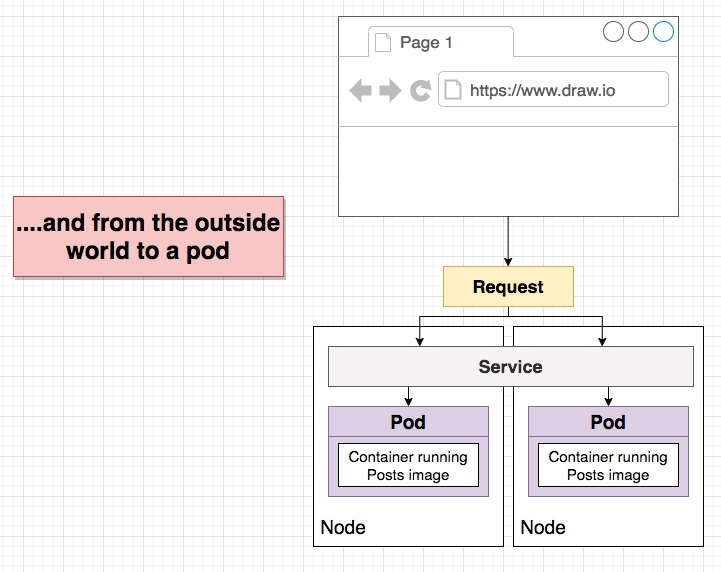 Page 1
https://www.draw.io
....and from the outside
world to a pod
Request
Service
Pod
Container running
Posts image
Node
Pod
Container running
Posts image
Node